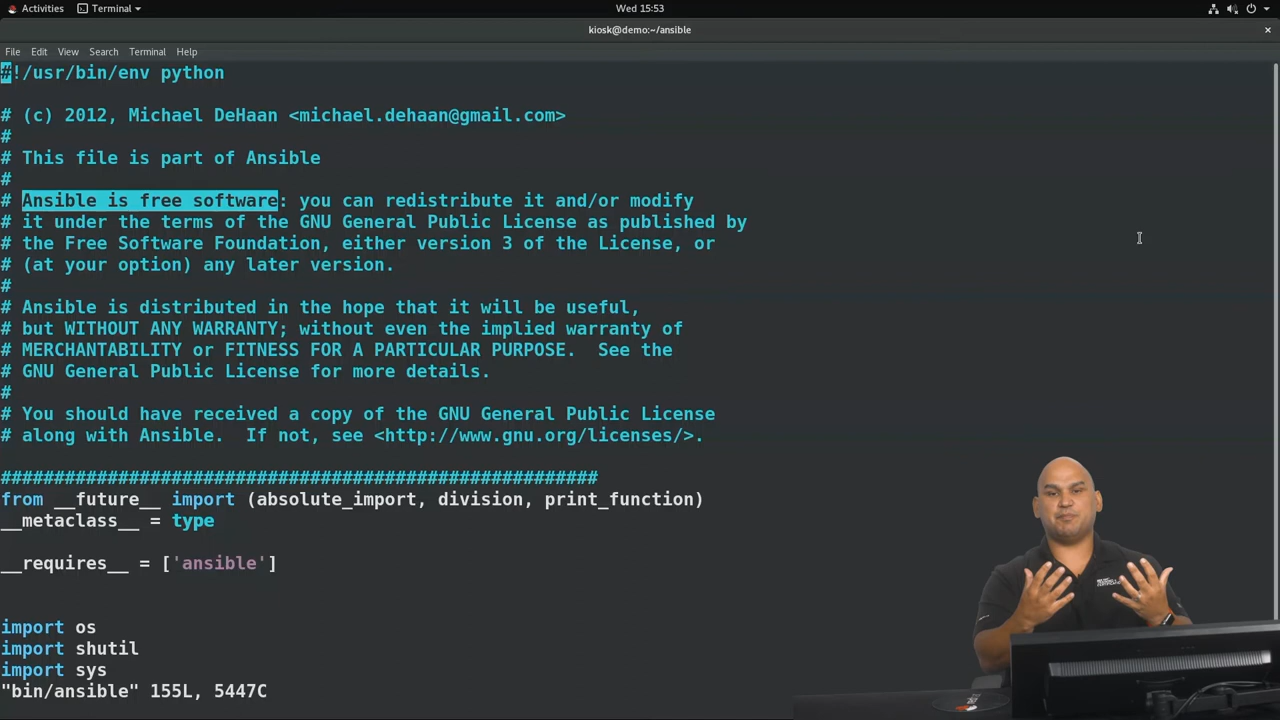 Activities
Terminal
Wed 15:53
kiosk@demo:~/ansible
File Edit View Search Terminal Help
#!/usr/bin/env python
# (c) 2012, Michael DeHaan <michael.dehaan@gmail.com>
#
# This file is part of Ansible
#
# Ansible is free software: you can redistribute it and/or modify
# it under the terms of the GNU General Public License as published by
# the Free Software Foundation, either version 3 of the License, or
# (at your option) any later version.
#
# Ansible is distributed in the hope that it will be useful,
# but WITHOUT ANY WARRANTY; without even the implied warranty of
# MERCHANTABILITY or FITNESS FOR A PARTICULAR PURPOSE.  See the
# GNU General Public License for more details.
#
# You should have received a copy of the GNU General Public License
# along with Ansible.  If not, see <http://www.gnu.org/licenses/>.
########################################################
from __future__ import (absolute_import, division, print_function)
__metaclass__ = type
__requires__ = ['ansible']
import os
import shutil
import sys
"bin/ansible" 155L, 5447C